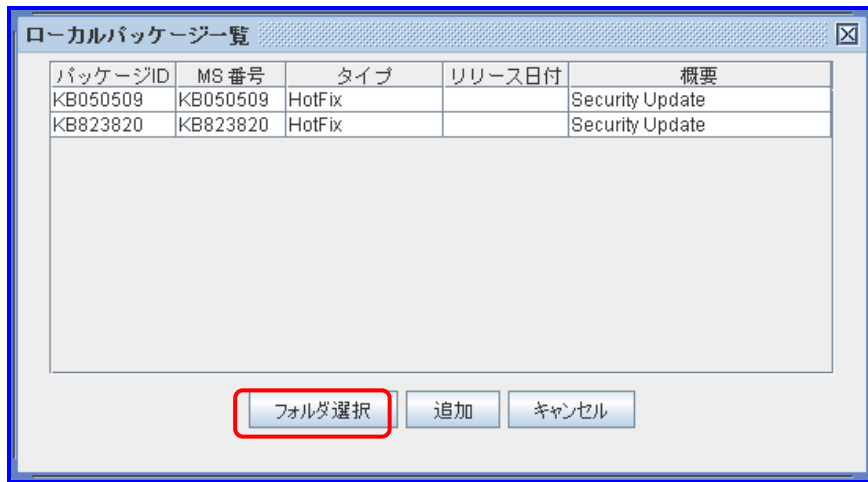 ローカルパッケージ一覧
パッケージID MS 番号 タイプ リリース日付 概要
KB050509 KB050509 HotFix Security Update
KB823820 KB823820 HotFix Security Update
フォルダ選択 追加 キャンセル